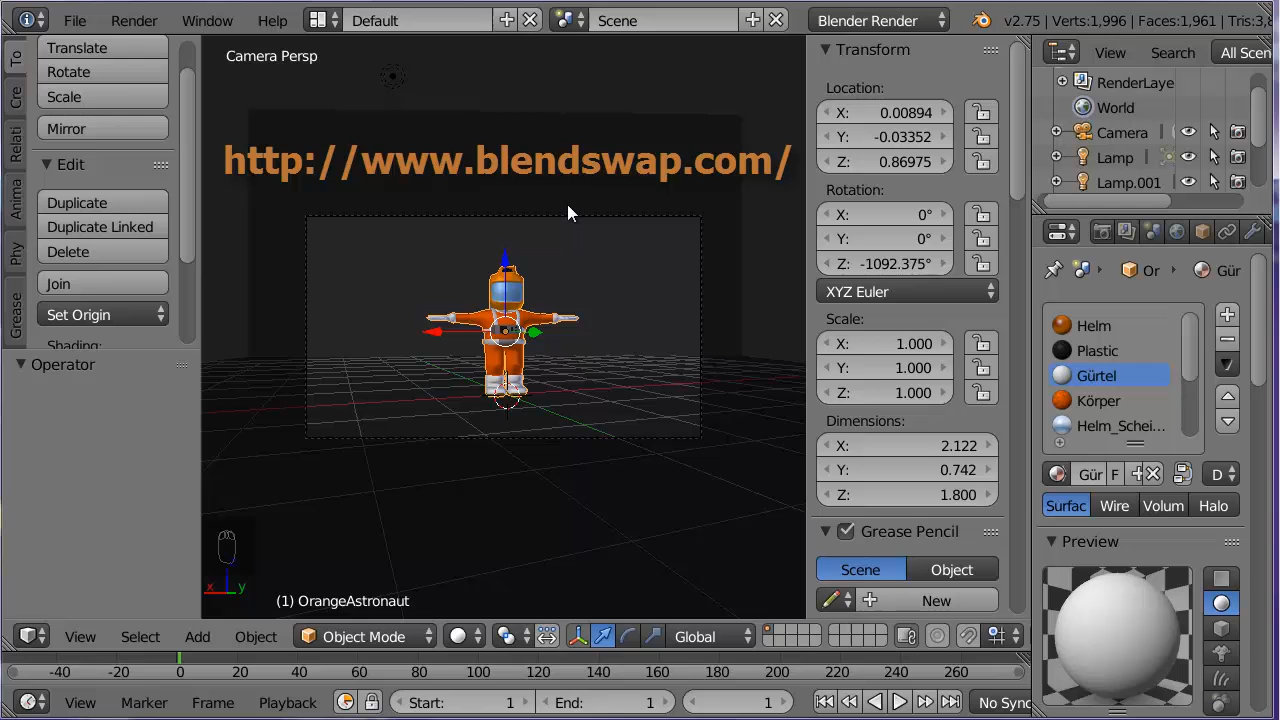 File Render Window Help Default Scene Blender Render v2.75 | Verts:1,996 | Faces:1,961 | Tris:3,
To
Cre
Relati
Anima
Phy
Grease
Translate
Rotate
Scale
Mirror
Edit
Duplicate
Duplicate Linked
Delete
Join
Set Origin
Shading:
Operator
Camera Persp
http://www.blendswap.com/
(1) OrangeAstronaut
Transform
Location:
X: 0.00894
Y: -0.03352
Z: 0.86975
Rotation:
X: 0°
Y: 0°
Z: -1092.375°
XYZ Euler
Scale:
X: 1.000
Y: 1.000
Z: 1.000
Dimensions:
X: 2.122
Y: 0.742
Z: 1.800
Grease Pencil
Scene Object
New
View Search All Scen
RenderLaye
World
Camera
Lamp
Lamp.001
Or Gür
Helm
Plastic
Gürtel
Körper
Helm_Schei...
Gür F D
Surfac Wire Volum Halo
Preview
View Select Add Object Object Mode Global
-40 -20 0 20 40 60 80 100 120 140 160 180 200 220 240 260
View Marker Frame Playback Start: 1 End: 1 1 No Sync